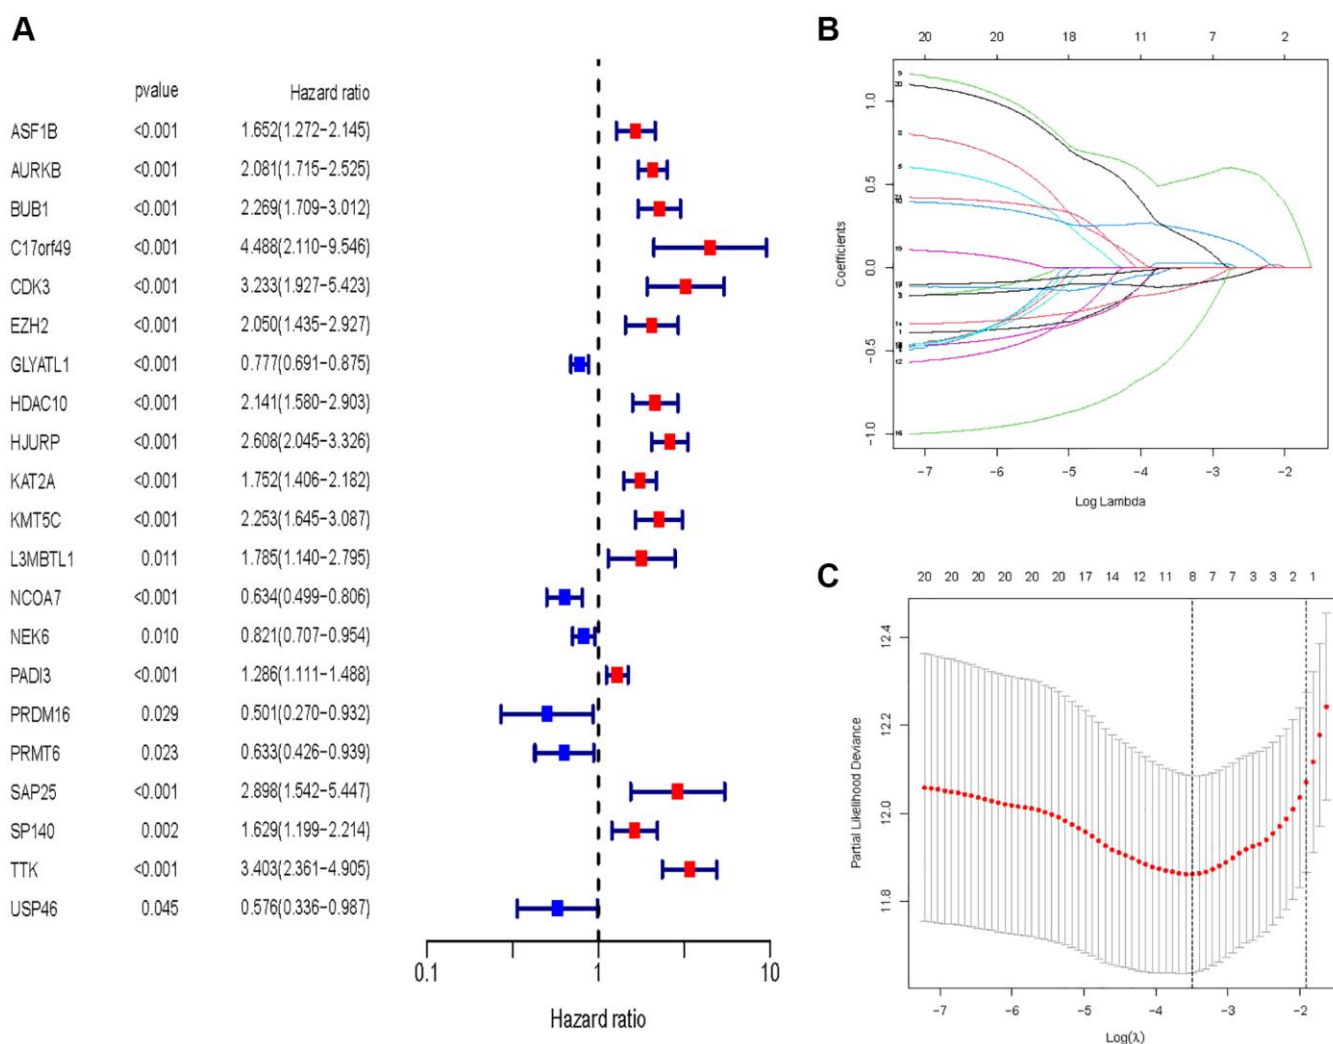 A
pvalue Hazard ratio
ASF1B <0.001 1.652(1.272−2.145)
AURKB <0.001 2.081(1.715−2.525)
BUB1 <0.001 2.269(1.709−3.012)
C17orf49 <0.001 4.488(2.110−9.546)
CDK3 <0.001 3.233(1.927−5.423)
EZH2 <0.001 2.050(1.435−2.927)
GLYATL1 <0.001 0.777(0.691−0.875)
HDAC10 <0.001 2.141(1.580−2.903)
HJURP <0.001 2.608(2.045−3.326)
KAT2A <0.001 1.752(1.406−2.182)
KMT5C <0.001 2.253(1.645−3.087)
L3MBTL1 0.011 1.785(1.140−2.795)
NCOA7 <0.001 0.634(0.499−0.806)
NEK6 0.010 0.821(0.707−0.954)
PADI3 <0.001 1.286(1.111−1.488)
PRDM16 0.029 0.501(0.270−0.932)
PRMT6 0.023 0.633(0.426−0.939)
SAP25 <0.001 2.898(1.542−5.447)
SP140 0.002 1.629(1.199−2.214)
TTK <0.001 3.403(2.361−4.905)
USP46 0.045 0.576(0.336−0.987)
0.1 1 10
Hazard ratio
B
20 20 18 11 7 2
Coefficients
1.0
0.5
0.0
−0.5
−1.0
9
20
8
5
21
10
19
3
14
1
12
16
−7 −6 −5 −4 −3 −2
Log Lambda
C
20 20 20 20 20 20 17 14 12 11 8 7 7 3 3 2 1
Partial Likelihood Deviance
12.4
12.2
12.0
11.8
−7 −6 −5 −4 −3 −2
Log(λ)